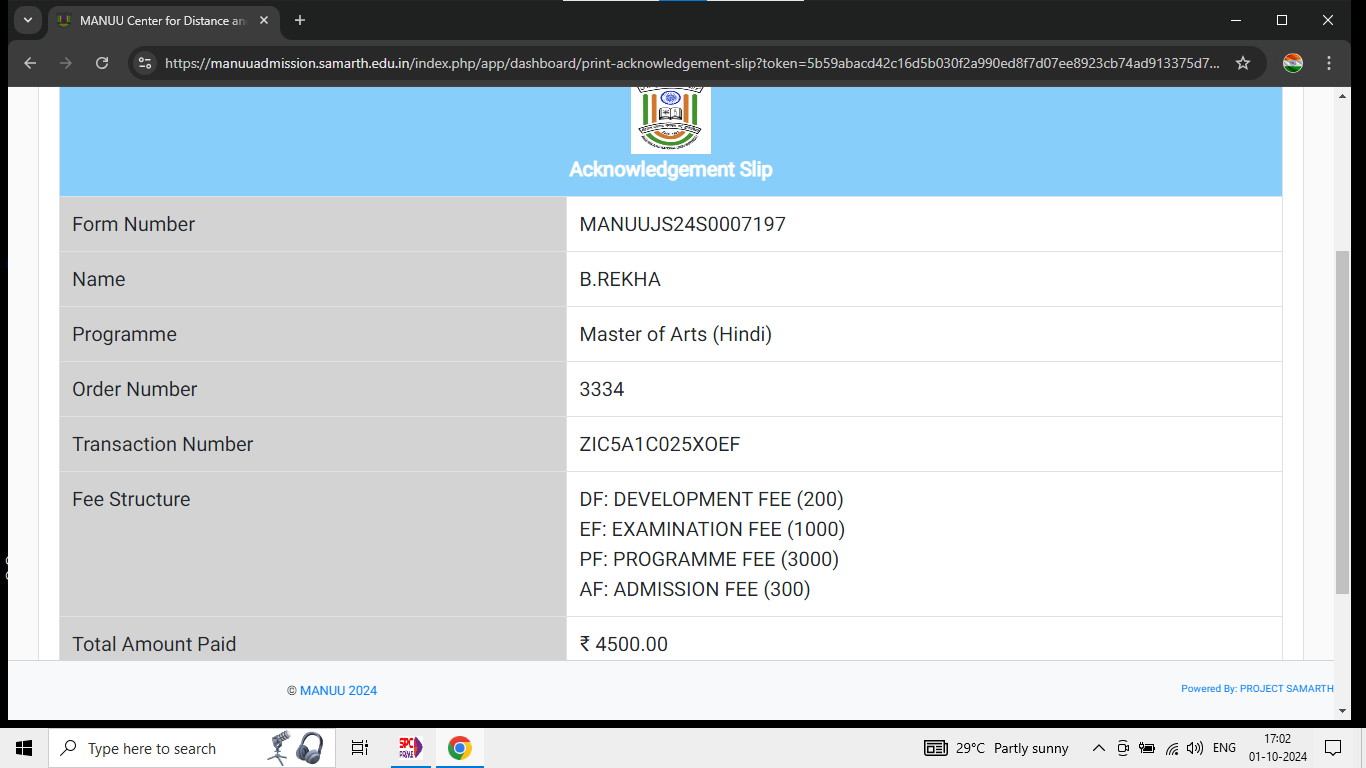 MANUU Center for Distance an
https://manuuadmission.samarth.edu.in/index.php/app/dashboard/print-acknowledgement-slip?token=5b59abacd42c16d5b030f2a990ed8f7d07ee8923cb74ad913375d7...
Acknowledgement Slip
Form Number MANUUJS24S0007197
Name B.REKHA
Programme Master of Arts (Hindi)
Order Number 3334
Transaction Number ZIC5A1C025XOEF
Fee Structure DF: DEVELOPMENT FEE (200)
EF: EXAMINATION FEE (1000)
PF: PROGRAMME FEE (3000)
AF: ADMISSION FEE (300)
Total Amount Paid ₹ 4500.00
© MANUU 2024 Powered By: PROJECT SAMARTH
Type here to search 29°C Partly sunny ENG 17:02
01-10-2024